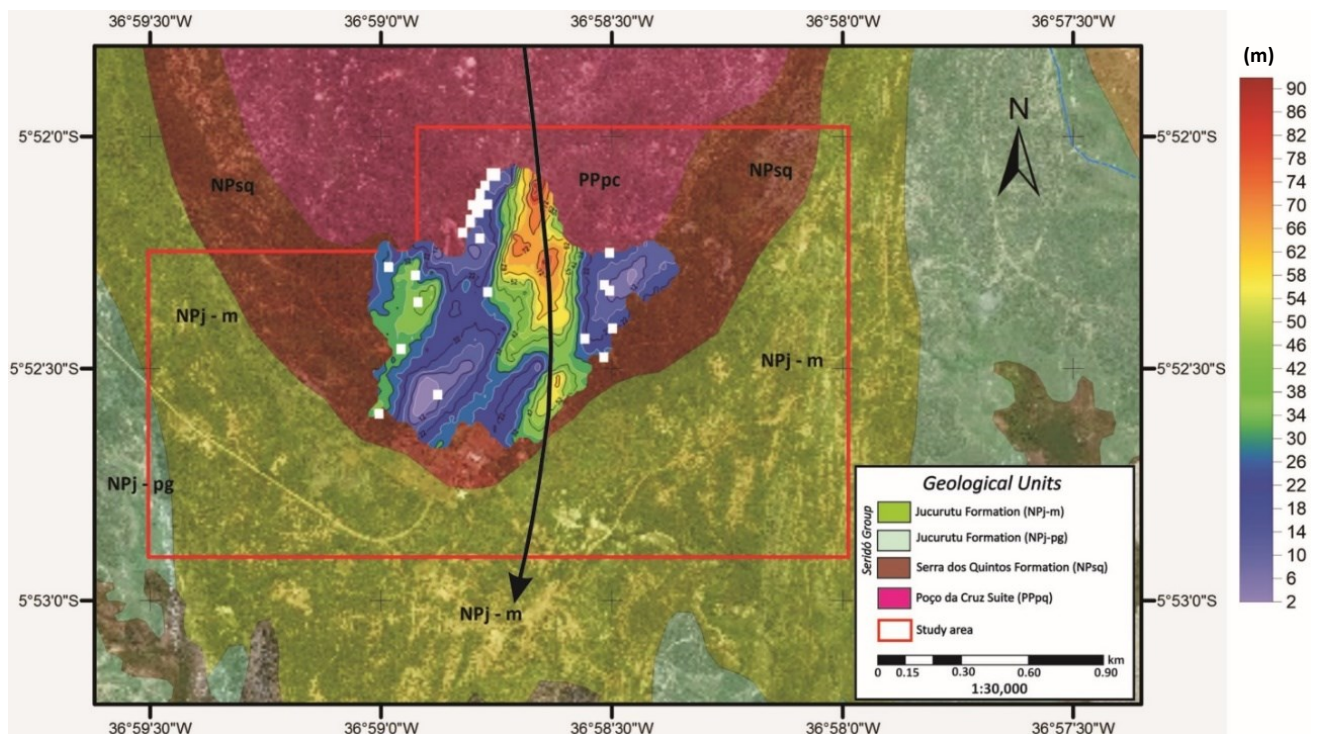 36°59'30"W 36°59'0"W 36°58'30"W 36°58'0"W 36°57'30"W
(m)
90
86
82
78
74
70
66
62
58
54
50
46
42
38
34
30
26
22
18
14
10
6
2
5°52'0"S
5°52'0"S
N
NPsq
PPpc
NPsq
NPj - m
NPj - m
5°52'30"S
5°52'30"S
NPj - pg
Geological Units
Seridó Group
Jucurutu Formation (NPj-m)
Jucurutu Formation (NPj-pg)
Serra dos Quintos Formation (NPsq)
Poço da Cruz Suite (PPpq)
Study area
km
0 0.15 0.30 0.60 0.90
1:30,000
5°53'0"S
5°53'0"S
NPj - m
36°59'30"W 36°59'0"W 36°58'30"W 36°58'0"W 36°57'30"W